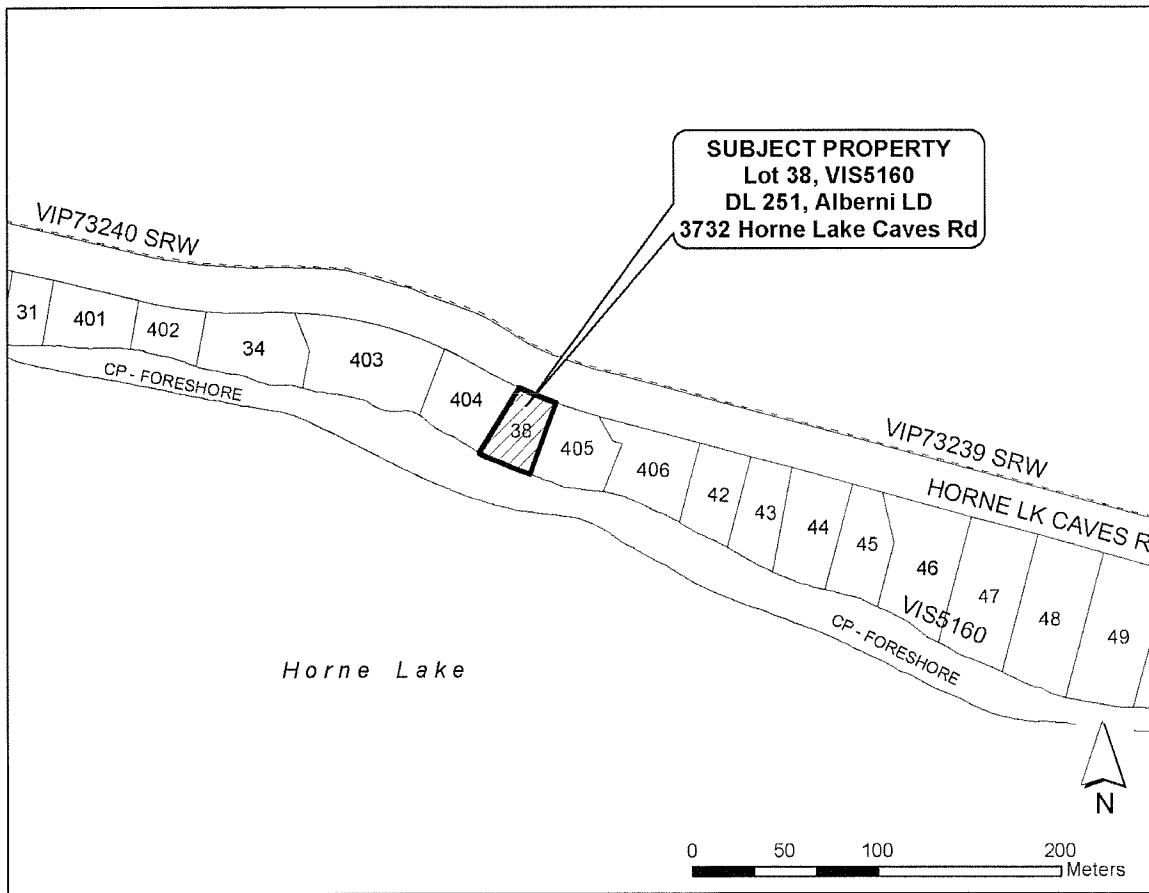 SUBJECT PROPERTY
Lot 38, VIS5160
DL 251, Alberni LD
3732 Horne Lake Caves Rd
VIP73240 SRW
VIP73239 SRW
HORNE LK CAVES R
31
401
402
34
403
404
38
405
406
42
43
44
45
46
47
48
49
VIS5160
CP - FORESHORE
CP - FORESHORE
Horne Lake
N
0 50 100 200
Meters